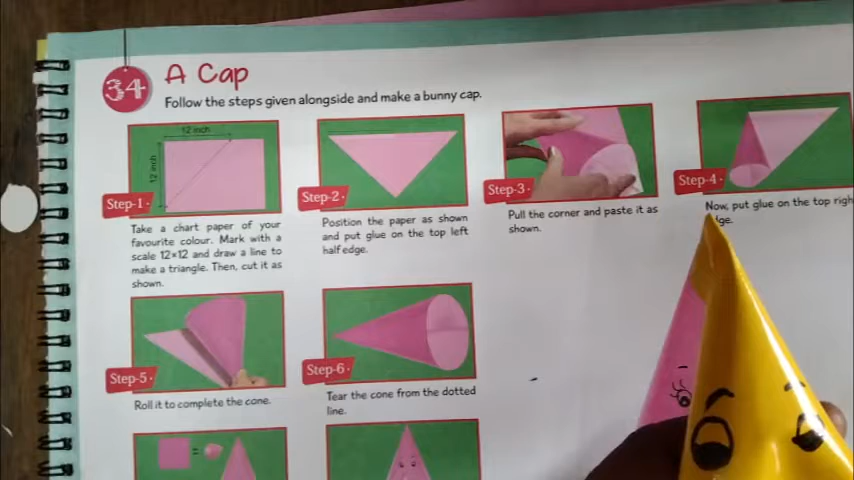 34
A Cap
Follow the steps given alongside and make a bunny cap.
12 inch
12 inch
Step-1
Step-2
Step-3
Step-4
Take a chart paper of your
favourite colour. Mark with a
scale 12×12 and draw a line to
make a triangle. Then, cut it as
shown.
Position the paper as shown
and put glue on the top left
half edge.
Pull the corner and paste it as
shown.
Now, put glue on the top righ
dge.
Step-5
Step-6
Roll it to complete the cone.
Tear the cone from the dotted
line.
=